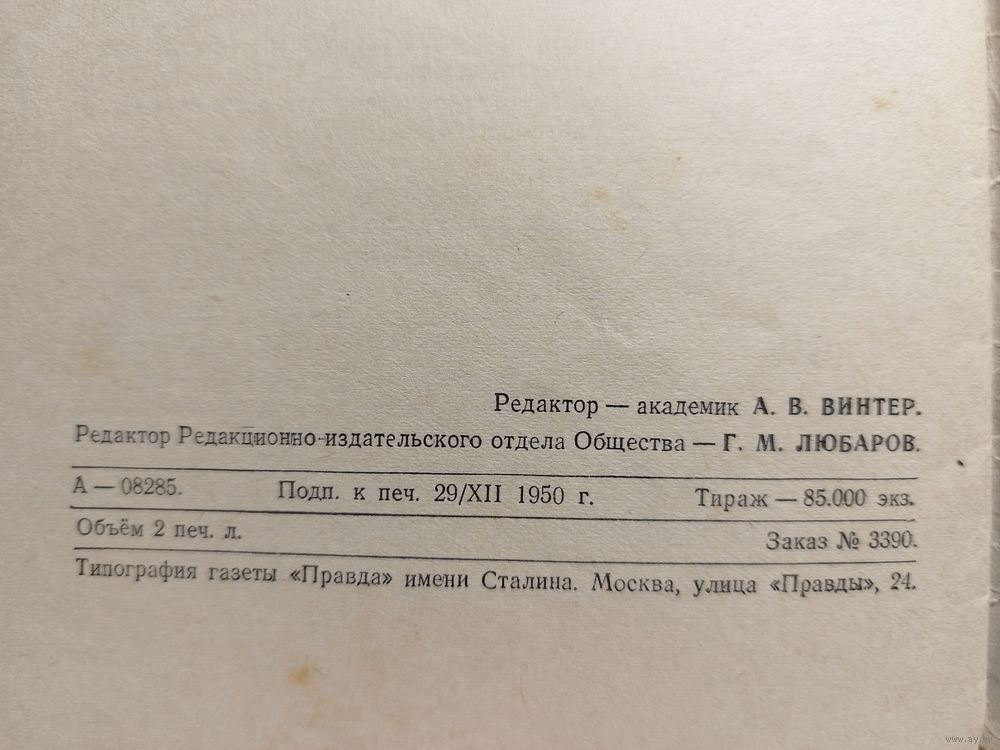 Редактор — академик А. В. ВИНТЕР.
Редактор Редакционно-издательского отдела Общества — Г. М. ЛЮБАРОВ.
А — 08285. Подп. к печ. 29/XII 1950 г. Тираж — 85.000 экз.
Объём 2 печ. л. Заказ № 3390.
Типография газеты «Правда» имени Сталина. Москва, улица «Правды», 24.